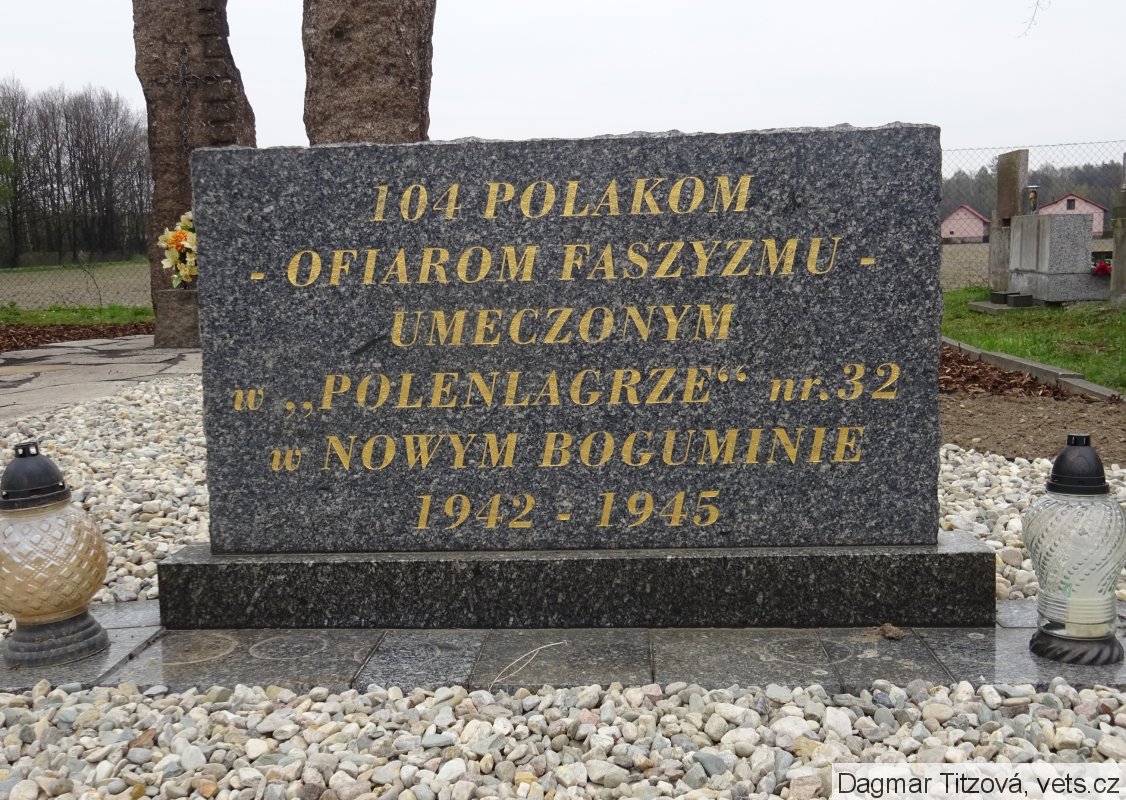 104 POLAKOM
- OFIAROM FASZYZMU -
UMECZONYM
w „POLENLAGRZE“ nr. 32
w NOWYM BOGUMINIE
1942 - 1945
Dagmar Titzová, vets.cz